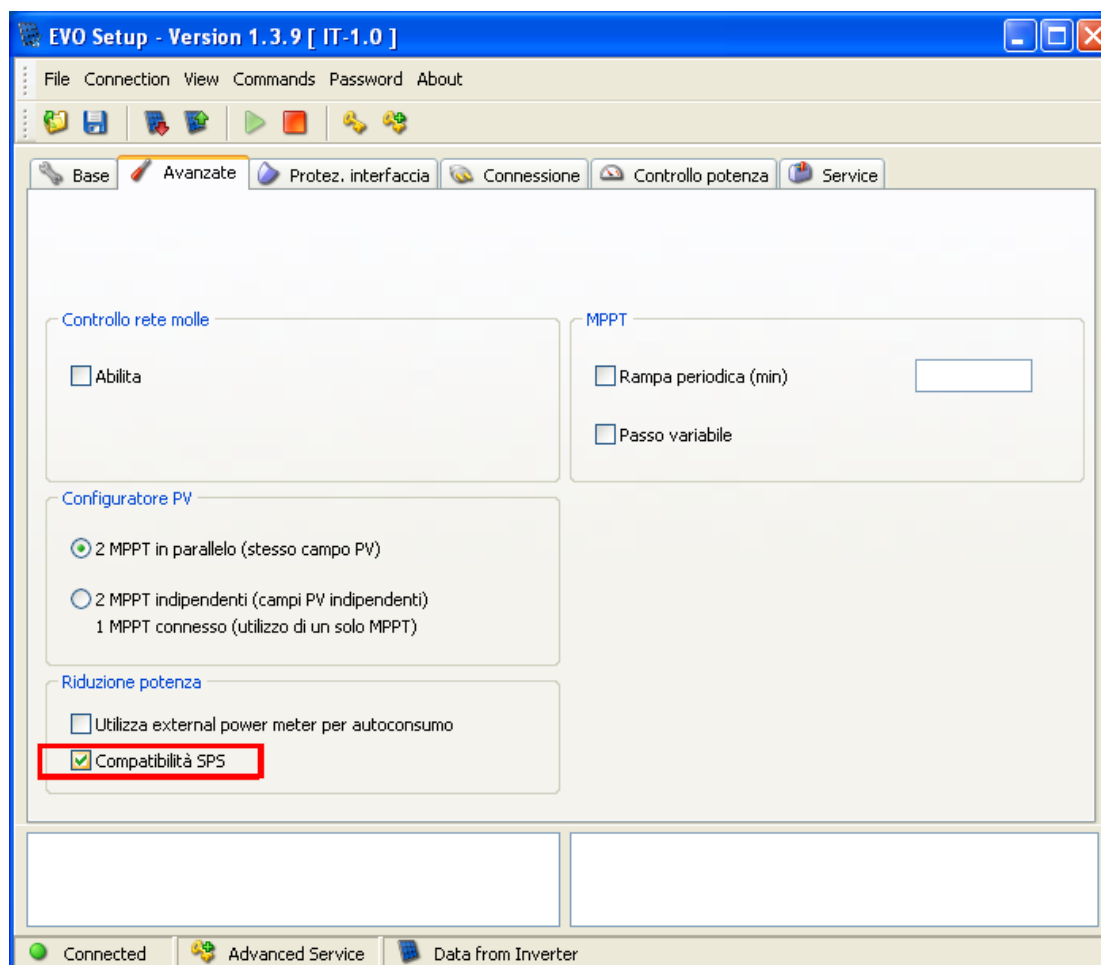 EVO Setup - Version 1.3.9 [ IT-1.0 ]
File Connection View Commands Password About
Base Avanzate Protez. interfaccia Connessione Controllo potenza Service
Controllo rete molle
Abilita
MPPT
Rampa periodica (min)
Passo variabile
Configuratore PV
2 MPPT in parallelo (stesso campo PV)
2 MPPT indipendenti (campi PV indipendenti)
1 MPPT connesso (utilizzo di un solo MPPT)
Riduzione potenza
Utilizza external power meter per autoconsumo
Compatibilità SPS
Connected Advanced Service Data from Inverter